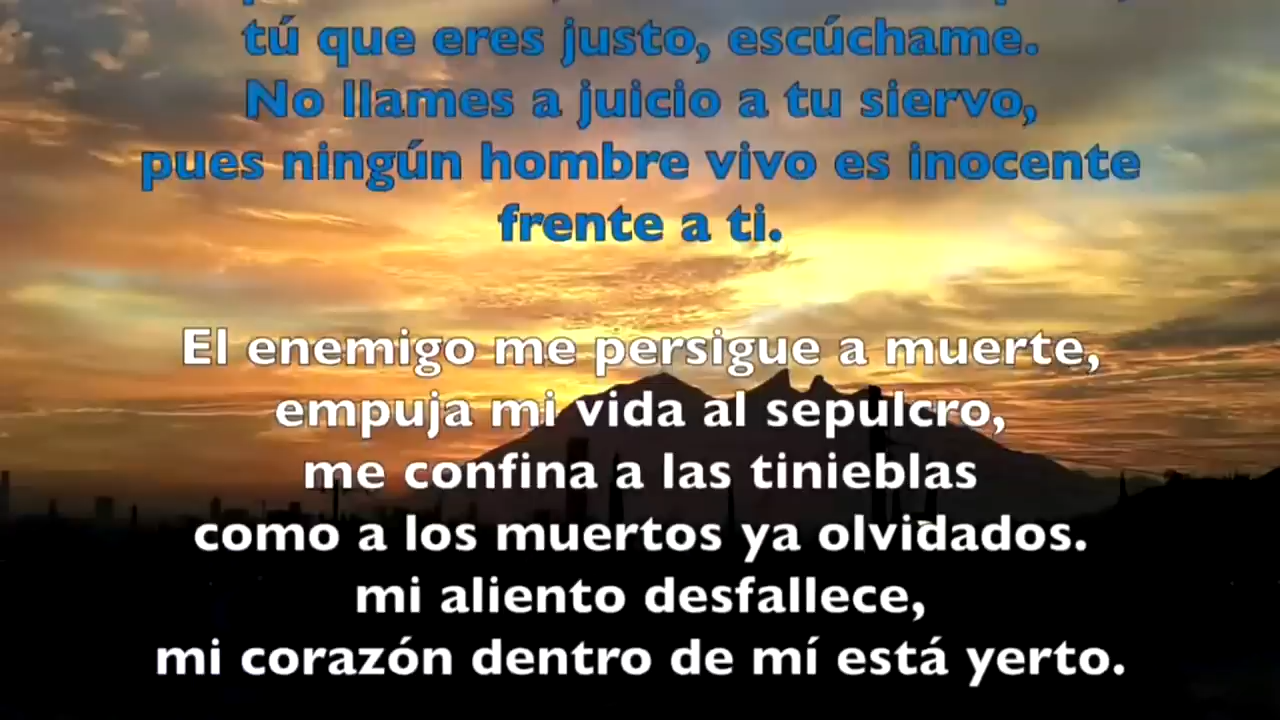 tú que eres justo, escúchame.
No llames a juicio a tu siervo,
pues ningún hombre vivo es inocente
frente a ti.
El enemigo me persigue a muerte,
empuja mi vida al sepulcro,
me confina a las tinieblas
como a los muertos ya olvidados.
mi aliento desfallece,
mi corazón dentro de mí está yerto.